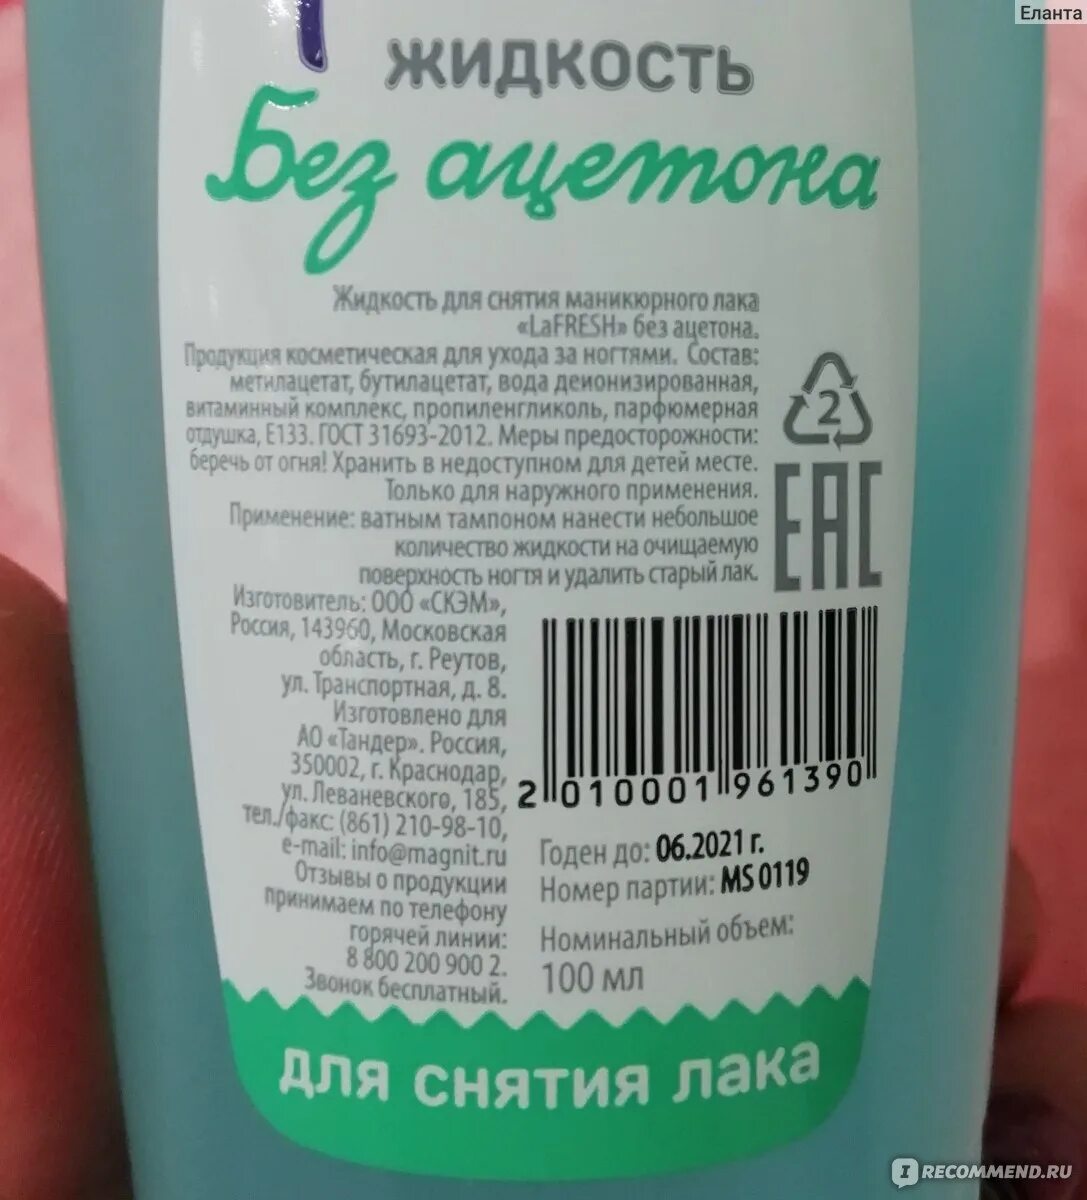 Еланта
жидкость
Без ацетона
Жидкость для снятия маникюрного лака
«LaFRESH» без ацетона.
Продукция косметическая для ухода за ногтями. Состав:
метилацетат, бутилацетат, вода деионизированная,
витаминный комплекс, пропиленгликоль, парфюмерная
отдушка, Е133. ГОСТ 31693-2012. Меры предосторожности:
беречь от огня! Хранить в недоступном для детей месте.
Только для наружного применения.
Применение: ватным тампоном нанести небольшое
количество жидкости на очищаемую
поверхность ногтя и удалить старый лак.
2
EAC
Изготовитель: ООО «СКЭМ»,
Россия, 143960, Московская
область, г. Реутов,
ул. Транспортная, д. 8.
Изготовлено для
АО «Тандер». Россия,
350002, г. Краснодар,
ул. Леваневского, 185,
тел./факс: (861) 210-98-10,
e-mail: info@magnit.ru
Отзывы о продукции
принимаем по телефону
горячей линии:
8 800 200 900 2.
Звонок бесплатный.
2 010001 961390
Годен до: 06.2021 г.
Номер партии: MS 0119
Номинальный объем:
100 мл
для снятия лака
IRECOMMEND.RU